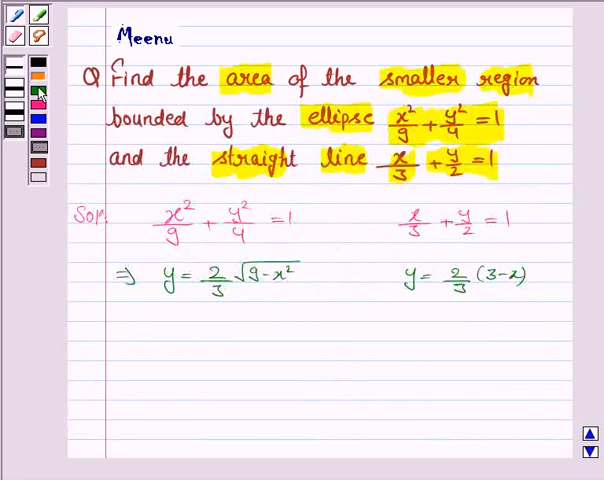 Meenu
Q Find the area of the smaller region
bounded by the ellipse x²/9 + y²/4 = 1
and the straight line x/3 + y/2 = 1
Sol. x²/9 + y²/4 = 1 x/3 + y/2 = 1
⇒ y = 2/3 √(9-x²) y = 2/3 (3-x)